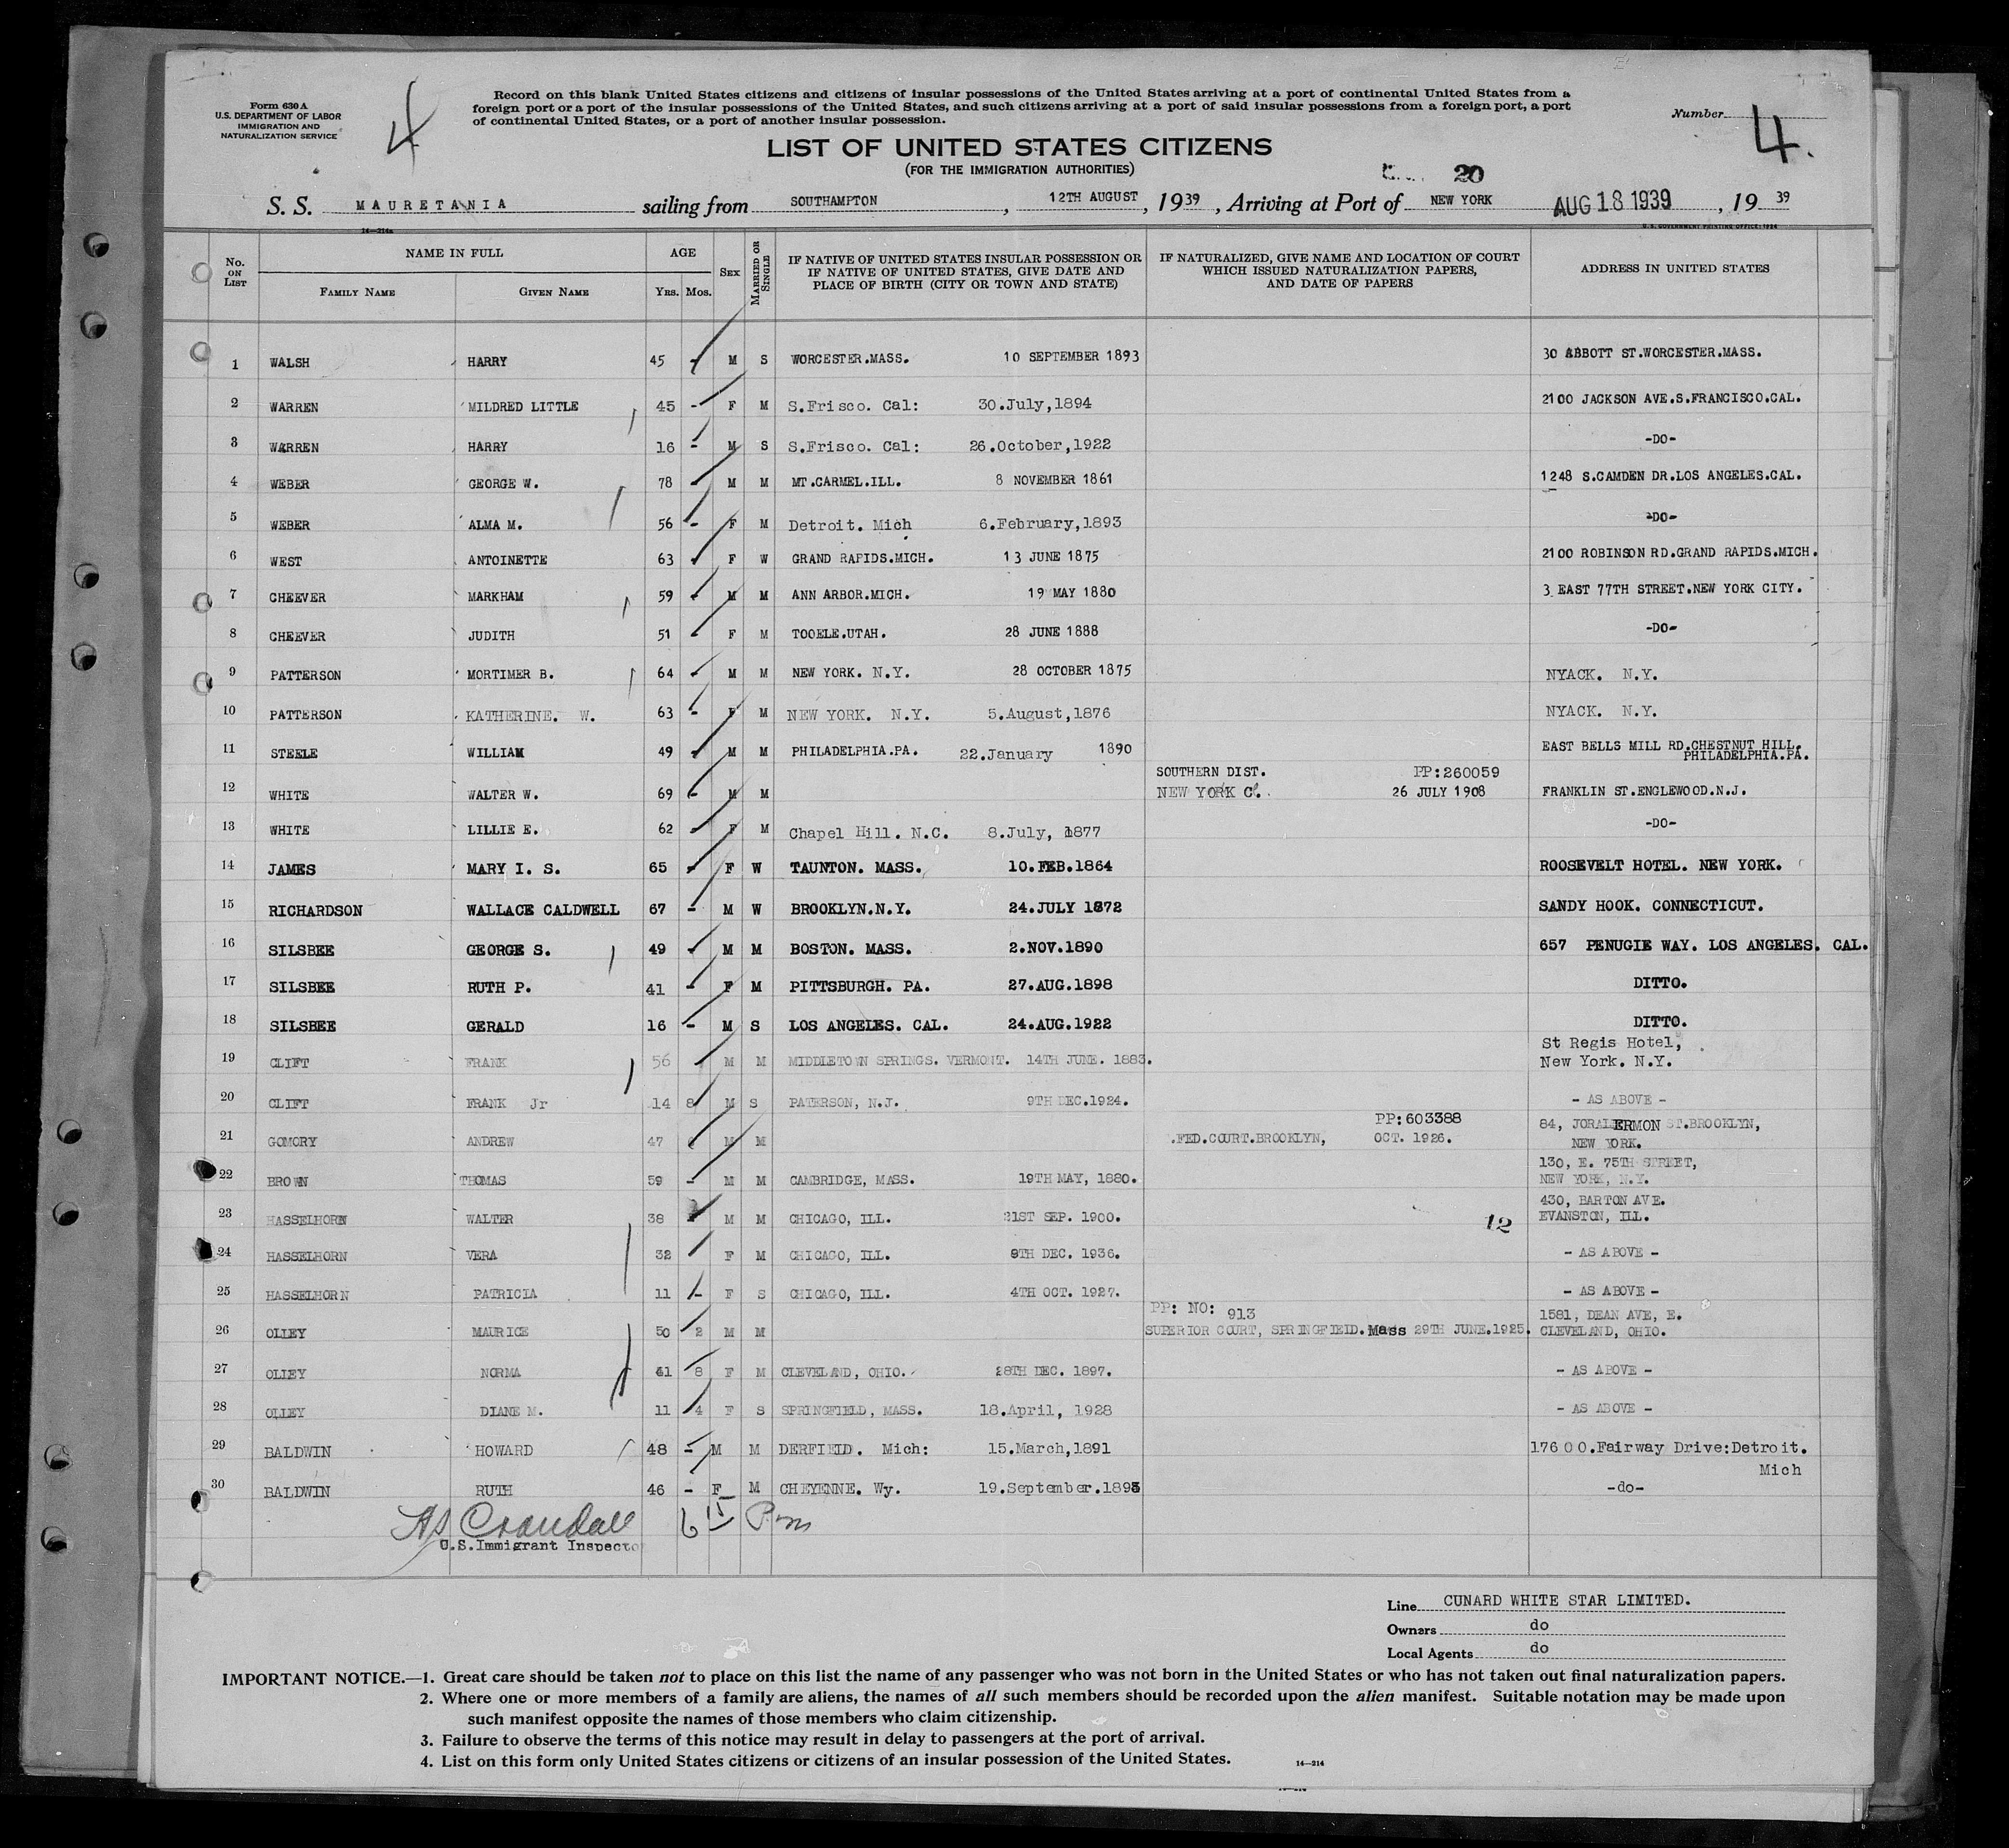 Form 630 A
U.S. DEPARTMENT OF LABOR
IMMIGRATION AND
NATURALIZATION SERVICE
4
Record on this blank United States citizens and citizens of insular possessions of the United States arriving at a port of continental United States from a
foreign port or a port of the insular possessions of the United States, and such citizens arriving at a port of said insular possessions from a foreign port, a port
of continental United States, or a port of another insular possession.
Number 4.
LIST OF UNITED STATES CITIZENS
(FOR THE IMMIGRATION AUTHORITIES)
20
S. S. MAURETANIA sailing from SOUTHAMPTON, 12TH AUGUST, 1939, Arriving at Port of NEW YORK AUG 18 1939, 19 39
14—214a
U. S. GOVERNMENT PRINTING OFFICE: 1934
No. ON LIST NAME IN FULL AGE SEX MARRIED OR SINGLE IF NATIVE OF UNITED STATES INSULAR POSSESSION OR IF NATIVE OF UNITED STATES, GIVE DATE AND PLACE OF BIRTH (CITY OR TOWN AND STATE) IF NATURALIZED, GIVE NAME AND LOCATION OF COURT WHICH ISSUED NATURALIZATION PAPERS, AND DATE OF PAPERS ADDRESS IN UNITED STATES
FAMILY NAME GIVEN NAME YRS. MOS.
1 WALSH HARRY 45 - M S WORCESTER.MASS. 10 SEPTEMBER 1893 30 ABBOTT ST.WORCESTER.MASS.
2 WARREN MILDRED LITTLE 45 - F M S.Frisco. Cal: 30.July,1894 2100 JACKSON AVE.S.FRANCISCO.CAL.
3 WARREN HARRY 16 - M S S.Frisco. Cal: 26.October,1922 -DO-
4 WEBER GEORGE W. 78 - M M MT.CARMEL.ILL. 8 NOVEMBER 1861 1248 S.CAMDEN DR.LOS ANGELES.CAL.
5 WEBER ALMA M. 56 - F M Detroit. Mich 6.February,1893 -DO-
6 WEST ANTOINETTE 63 - F W GRAND RAPIDS.MICH. 13 JUNE 1875 2100 ROBINSON RD.GRAND RAPIDS.MICH.
7 CHEEVER MARKHAM 59 - M M ANN ARBOR.MICH. 19 MAY 1880 3 EAST 77TH STREET.NEW YORK CITY.
8 CHEEVER JUDITH 51 - F M TOOELE.UTAH. 28 JUNE 1888 -DO-
9 PATTERSON MORTIMER B. 64 - M M NEW YORK. N.Y. 28 OCTOBER 1875 NYACK. N.Y.
10 PATTERSON KATHERINE. W. 63 - F M NEW YORK. N.Y. 5.August,1876 NYACK. N.Y.
11 STEELE WILLIAM 49 - M M PHILADELPHIA.PA. 22.January 1890 EAST BELLS MILL RD.CHESTNUT HILL.
PHILADELPHIA.PA.
SOUTHERN DIST. PP:260059
12 WHITE WALTER W. 69 - M M NEW YORK C. 26 JULY 1908 FRANKLIN ST.ENGLEWOOD.N.J.
13 WHITE LILLIE E. 62 - F M Chapel Hill. N.C. 8.July, 1877 -DO-
14 JAMES MARY I. S. 65 - F W TAUNTON. MASS. 10.FEB.1864 ROOSEVELT HOTEL. NEW YORK.
15 RICHARDSON WALLACE CALDWELL 67 - M W BROOKLYN.N.Y. 24.JULY 1872 SANDY HOOK. CONNECTICUT.
16 SILSBEE GEORGE S. 49 - M M BOSTON. MASS. 2.NOV.1890 657 PENUGIE WAY. LOS ANGELES. CAL.
17 SILSBEE RUTH P. 41 - F M PITTSBURGH. PA. 27.AUG.1898 DITTO.
18 SILSBEE GERALD 16 - M S LOS ANGELES. CAL. 24.AUG.1922 DITTO.
St Regis Hotel,
19 CLIFT FRANK 56 M M MIDDLETOWN SPRINGS. VERMONT. 14TH JUNE. 1883. New York. N.Y.
20 CLIFT FRANK Jr 14 8 M S PATERSON, N.J. 9TH DEC.1924. - AS ABOVE -
PP:603388 84, JORALERMON ST.BROOKLYN,
21 GOMORY ANDREW 47 M M .FED.COURT.BROOKLYN, OCT. 1926. NEW YORK.
130, E. 75TH STREET,
22 BROWN THOMAS 59 - M M CAMBRIDGE, MASS. 19TH MAY, 1880. NEW YORK, N.Y.
430, BARTON AVE.
23 HASSELHORN WALTER 38 M M CHICAGO, ILL. 21ST SEP. 1900. 12 EVANSTON, ILL.
24 HASSELHORN VERA 32 F M CHICAGO, ILL. 9TH DEC. 1936. - AS ABOVE -
25 HASSELHORN PATRICIA 11 - F S CHICAGO, ILL. 4TH OCT. 1927. - AS ABOVE -
PP: NO: 913 1581, DEAN AVE, E.
26 OLLEY MAURICE 50 2 M M SUPERIOR COURT, SPRINGFIELD.Mass 29TH JUNE.1925. CLEVELAND, OHIO.
27 OLLEY NORMA 41 8 F M CLEVELAND, OHIO. 28TH DEC. 1897. - AS ABOVE -
28 OLLEY DIANE M. 11 4 F S SPRINGFIELD, MASS. 18.April, 1928 - AS ABOVE -
29 BALDWIN HOWARD 48 - M M DERFIELD. Mich: 15.March,1891 17600.Fairway Drive:Detroit.
Mich
30 BALDWIN RUTH 46 - F M CHEYENNE. Wy. 19.September.1893 -do-
HS Crandall 6 15 Pm
U.S.Immigrant Inspecto
Line CUNARD WHITE STAR LIMITED.
Owners do
Local Agents do
IMPORTANT NOTICE.—1. Great care should be taken not to place on this list the name of any passenger who was not born in the United States or who has not taken out final naturalization papers.
2. Where one or more members of a family are aliens, the names of all such members should be recorded upon the alien manifest. Suitable notation may be made upon
such manifest opposite the names of those members who claim citizenship.
3. Failure to observe the terms of this notice may result in delay to passengers at the port of arrival.
4. List on this form only United States citizens or citizens of an insular possession of the United States. 14—214